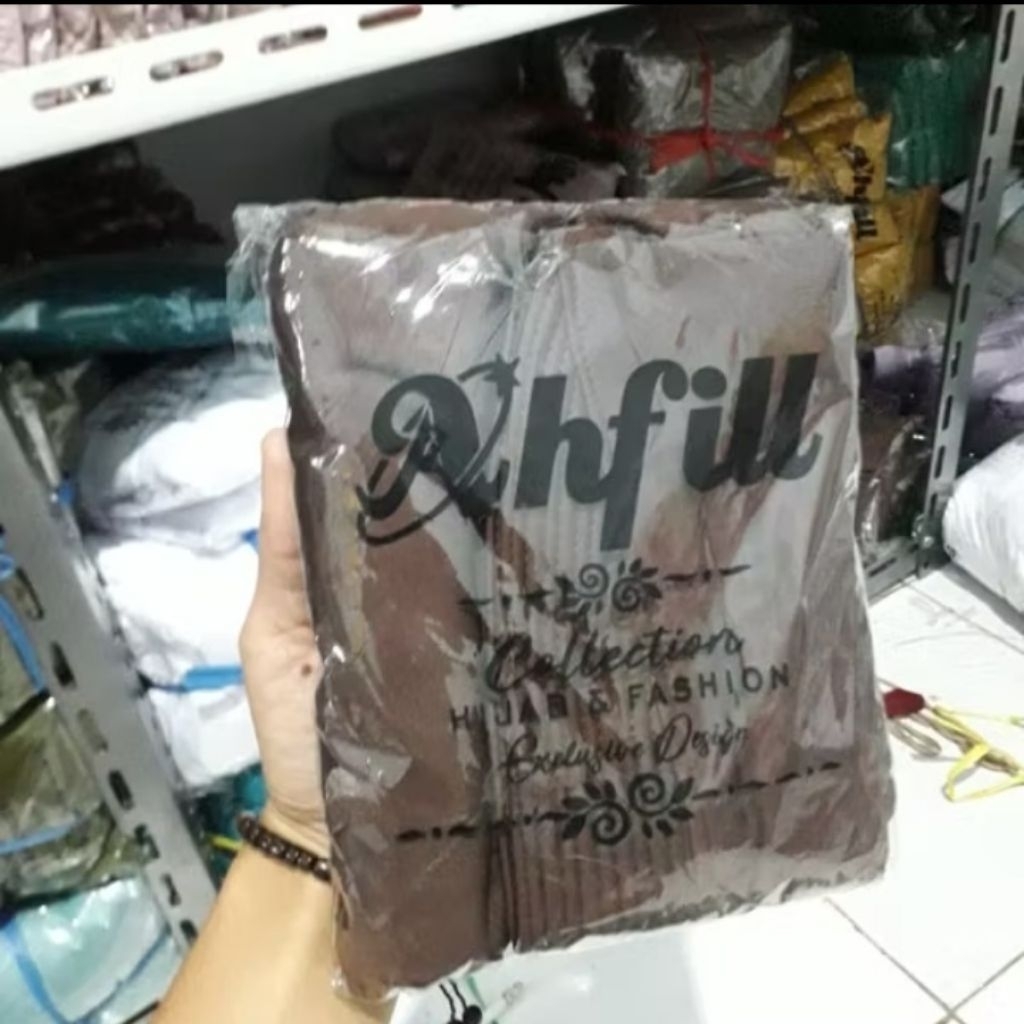 Ahfill
Collection
HIJAB & FASHION
Exclusive Design